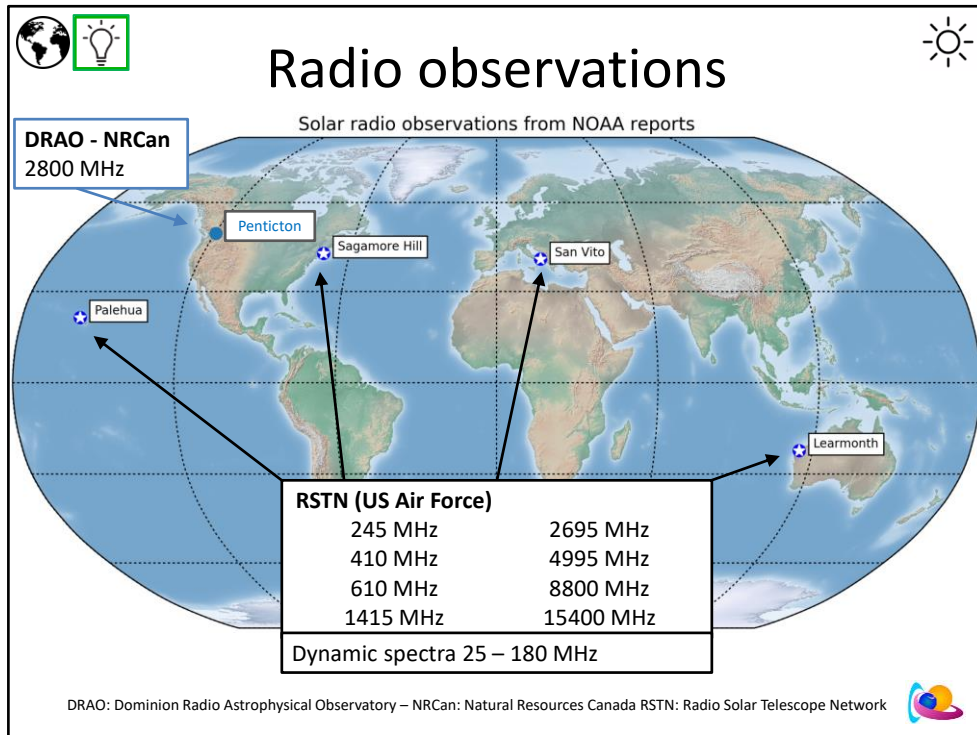 Radio observations
Solar radio observations from NOAA reports
DRAO - NRCan
2800 MHz
Penticton
Sagamore Hill
San Vito
Palehua
Learmonth
RSTN (US Air Force)
245 MHz 2695 MHz
410 MHz 4995 MHz
610 MHz 8800 MHz
1415 MHz 15400 MHz
Dynamic spectra 25 – 180 MHz
DRAO: Dominion Radio Astrophysical Observatory – NRCan: Natural Resources Canada RSTN: Radio Solar Telescope Network